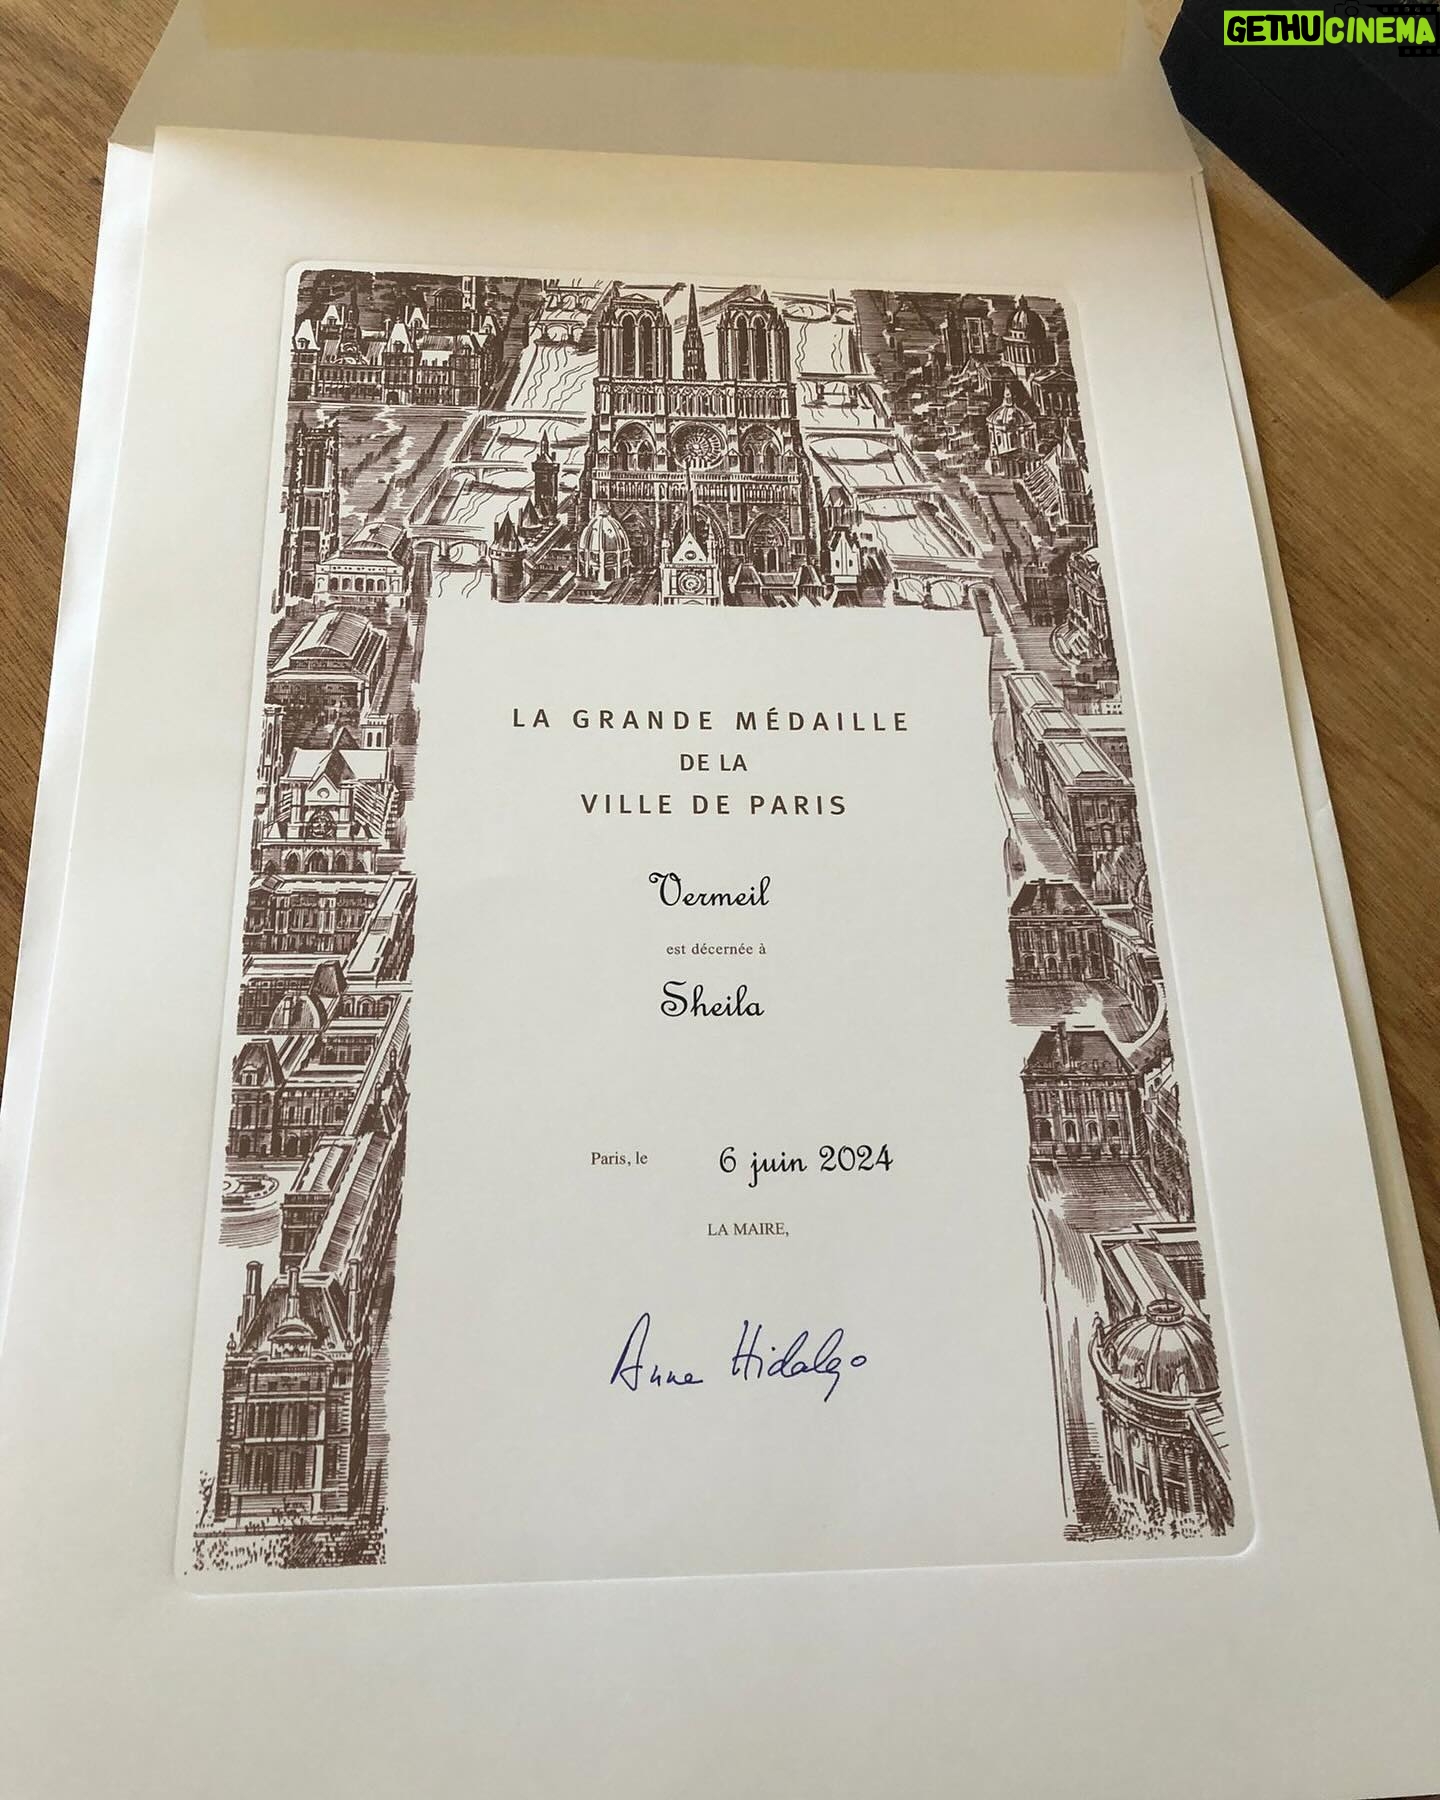 GETHUCINEMA
LA GRANDE MÉDAILLE
DE LA
VILLE DE PARIS
Vermeil
est décernée à
Sheila
Paris, le 6 juin 2024
LA MAIRE,
Anne Hidalgo